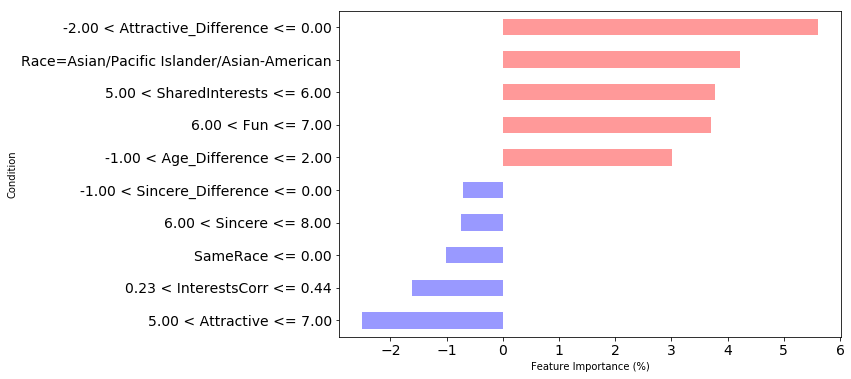 -2.00 < Attractive_Difference <= 0.00
Race=Asian/Pacific Islander/Asian-American
5.00 < SharedInterests <= 6.00
6.00 < Fun <= 7.00
-1.00 < Age_Difference <= 2.00
-1.00 < Sincere_Difference <= 0.00
6.00 < Sincere <= 8.00
SameRace <= 0.00
0.23 < InterestsCorr <= 0.44
5.00 < Attractive <= 7.00
Condition
−2 −1 0 1 2 3 4 5 6
Feature Importance (%)